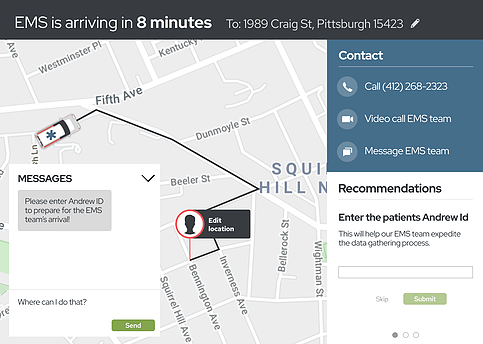 EMS is arriving in 8 minutes
To: 1989 Craig St, Pittsburgh 15423
Westminster Pl
Kentucky
Fifth Ave
Dunmoyle St
Beeler St
SQUI
HILL N
Edit
location
Bellerock St
Wightman St
Inverness Ave
Bennington Ave
Squirrel Hill Ave
MESSAGES
Please enter Andrew ID
to prepare for the EMS
team's arrival!
Where can I do that?
Send
Contact
Call (412) 268-2323
Video call EMS team
Message EMS team
Recommendations
Enter the patients Andrew Id
This will help our EMS team expedite
the data gathering process.
Skip
Submit